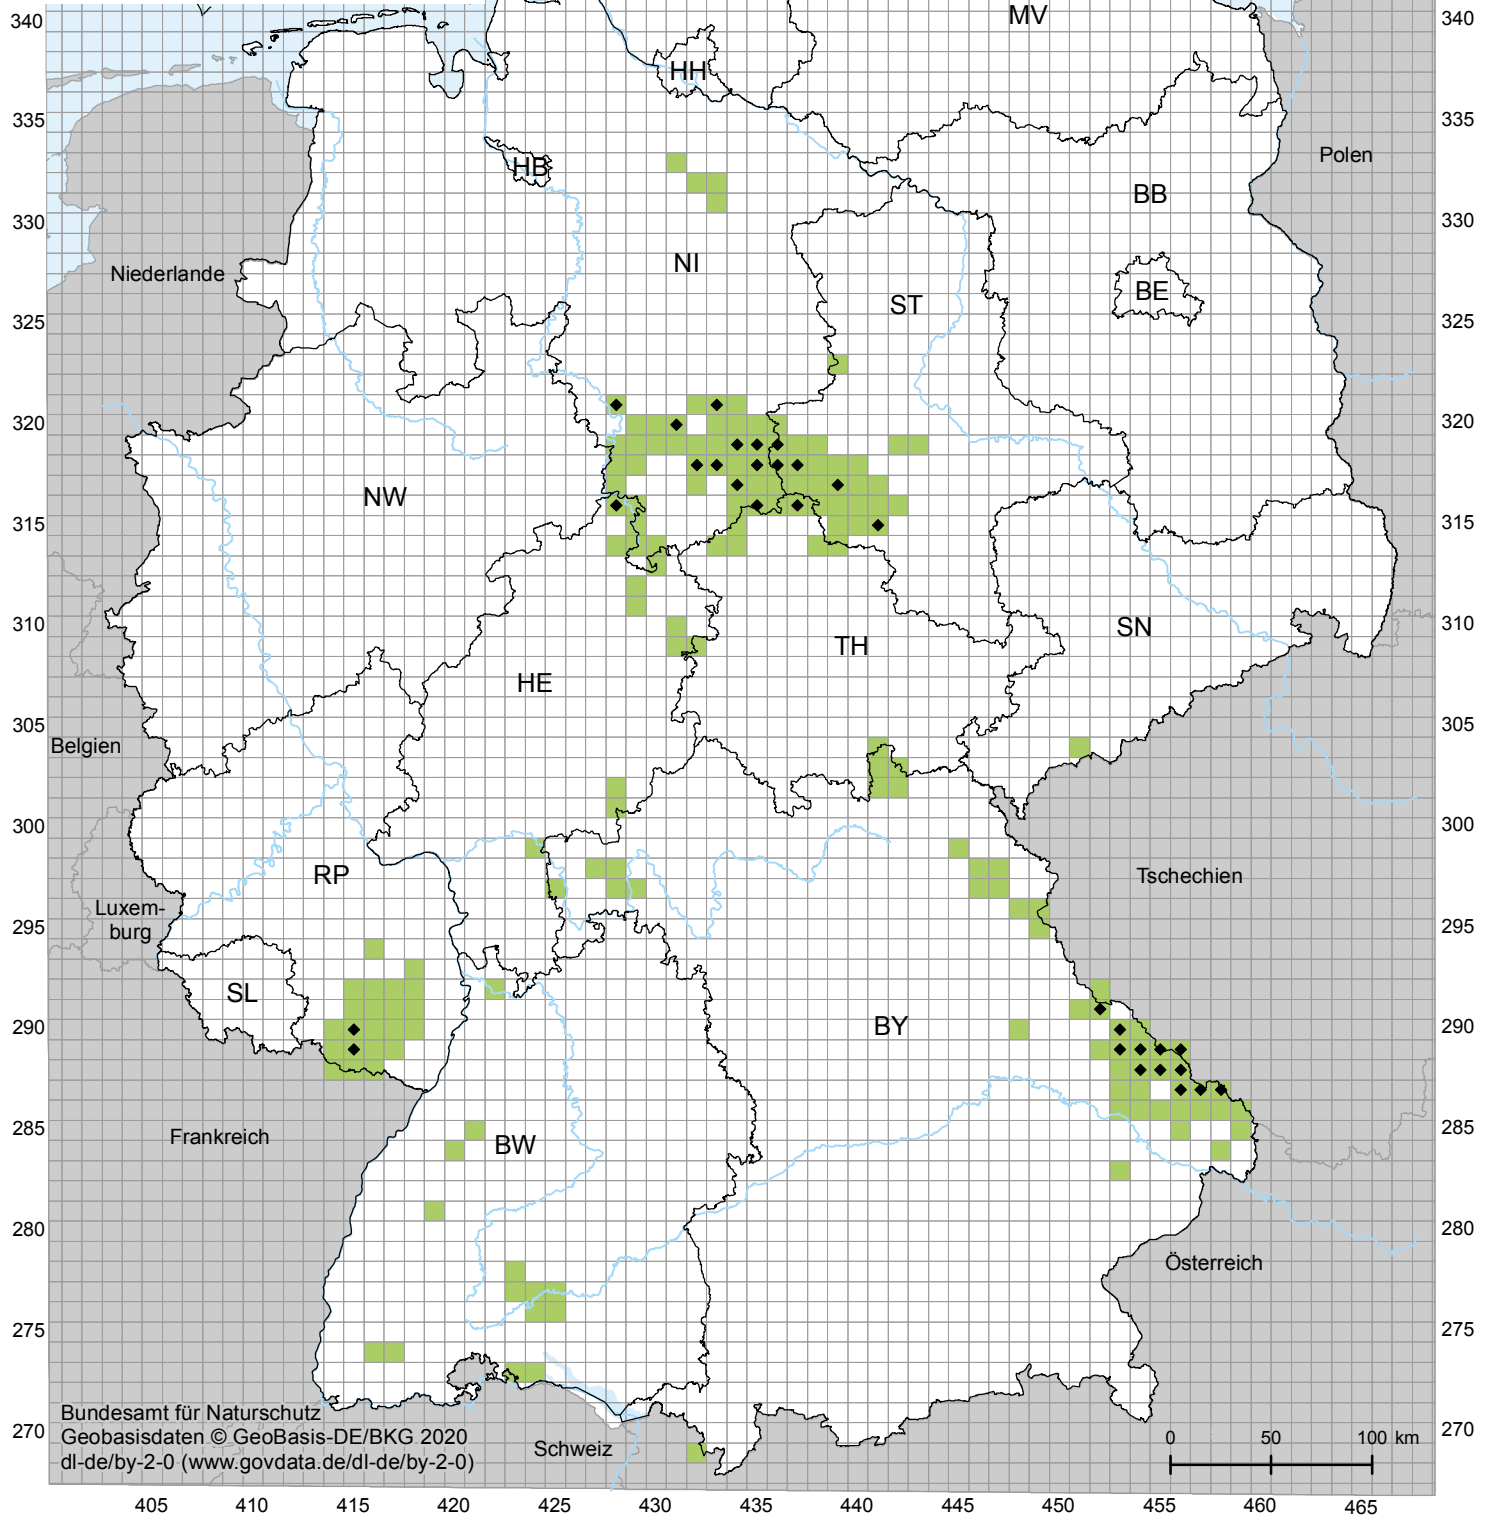 340 MV 340
HH
335 335
Polen
HB
BB
330 330
NI
Niederlande
BE
ST
325 325
320 320
NW
315 315
310 SN 310
TH
HE
305 305
Belgien
300 300
RP Tschechien
Luxem-
burg
295 295
SL
290 BY 290
285 Frankreich BW 285
280 280
Österreich
275 275
Bundesamt für Naturschutz
270 Geobasisdaten © GeoBasis-DE/BKG 2020 270
Schweiz 0 50 100 km
dl-de/by-2-0 (www.govdata.de/dl-de/by-2-0)
405 410 415 420 425 430 435 440 445 450 455 460 465